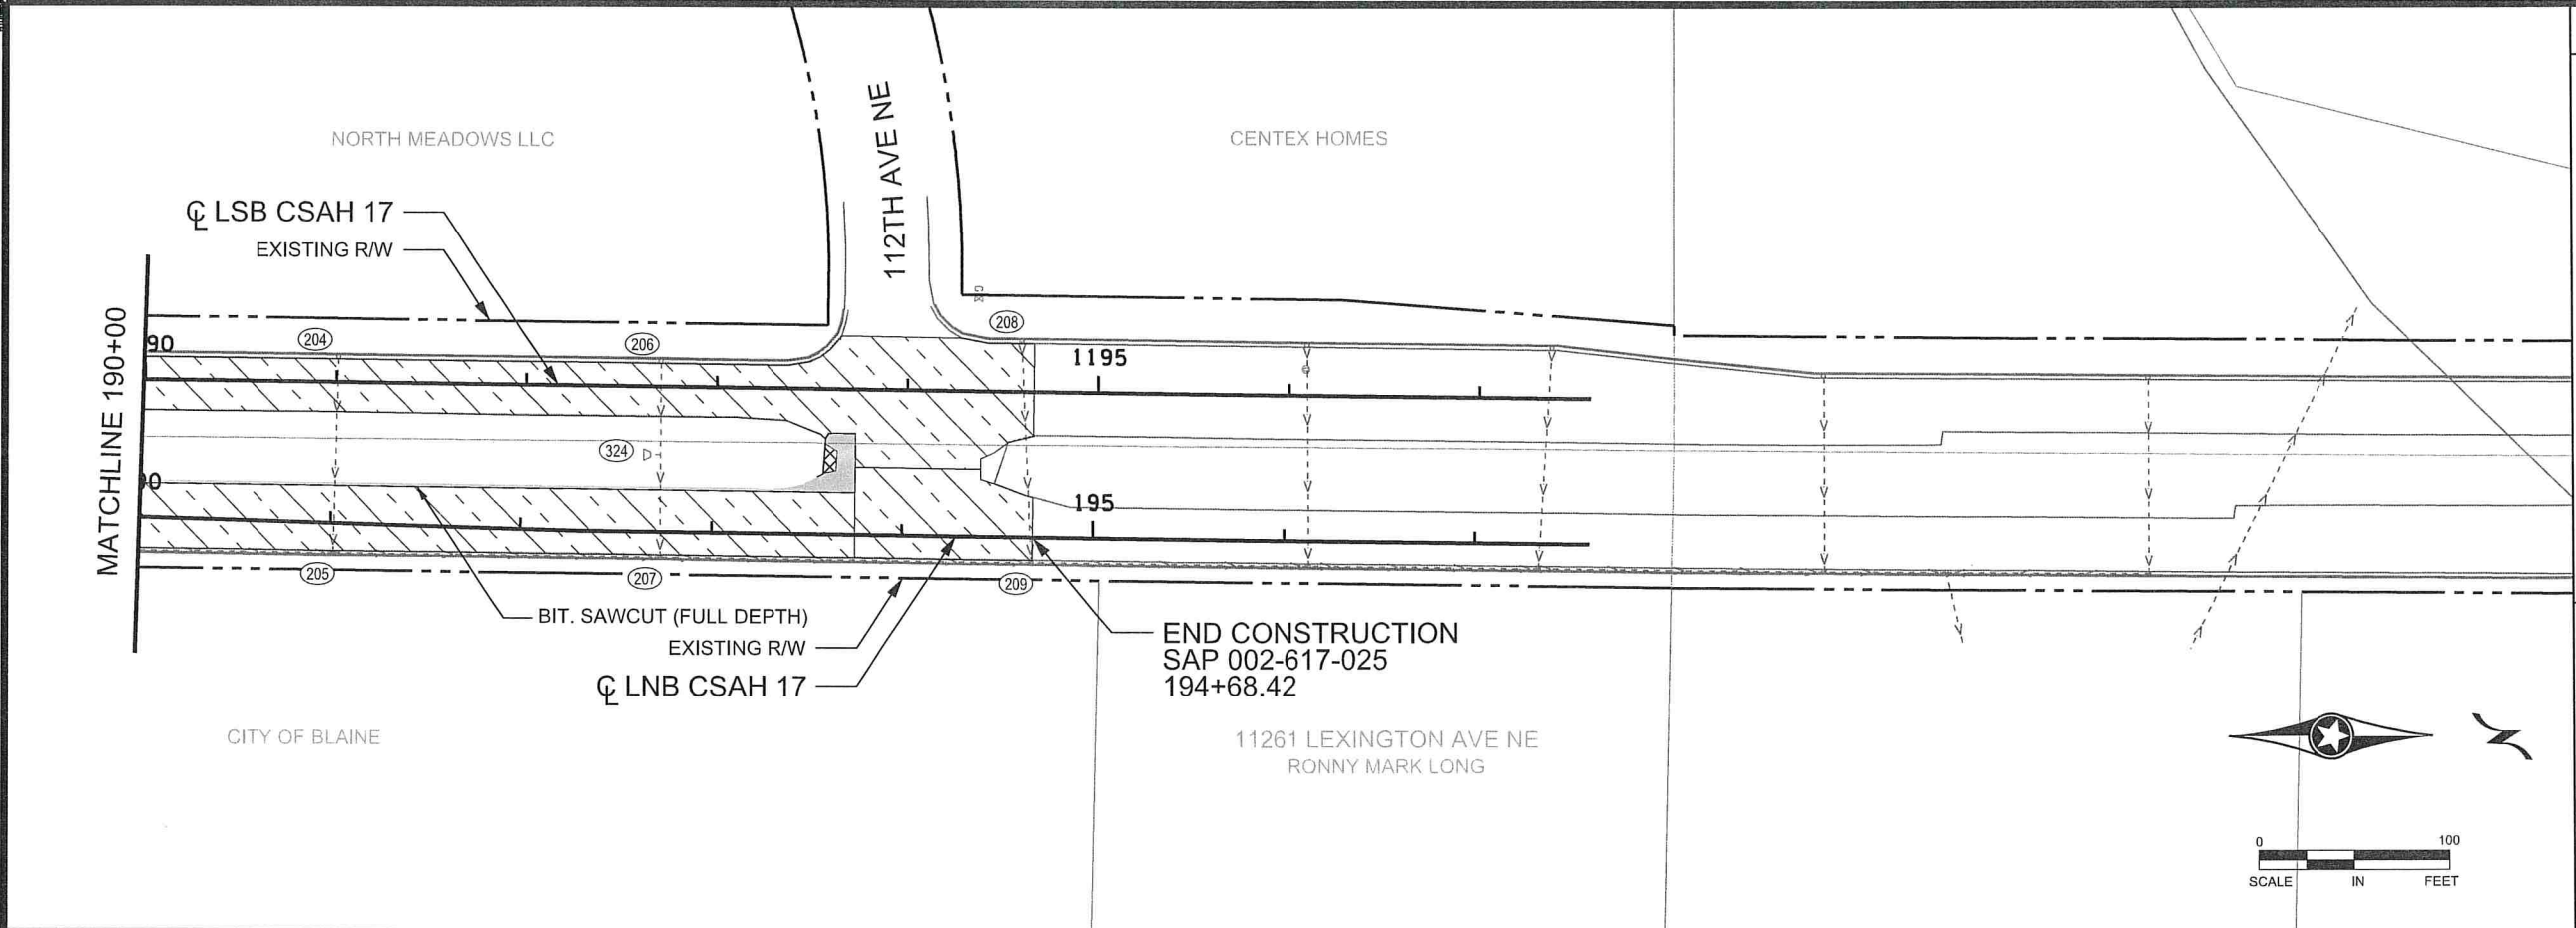 NORTH MEADOWS LLC
CENTEX HOMES
112TH AVE NE
℄ LSB CSAH 17
EXISTING R/W
MATCHLINE 190+00
90
204
206
208
1195
324
90
195
205
207
209
BIT. SAWCUT (FULL DEPTH)
EXISTING R/W
℄ LNB CSAH 17
END CONSTRUCTION
SAP 002-617-025
194+68.42
CITY OF BLAINE
11261 LEXINGTON AVE NE
RONNY MARK LONG
Z
0 100
SCALE IN FEET